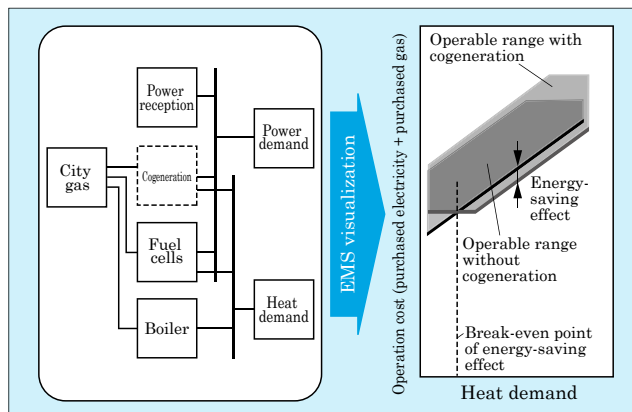 Power
reception
City
gas
Cogeneration
Fuel
cells
Boiler
Power
demand
Heat
demand
EMS visualization
Operation cost (purchased electricity + purchased gas)
Operable range with
cogeneration
Energy-
saving
effect
Operable range
without
cogeneration
Break-even point
of energy-saving
effect
Heat demand